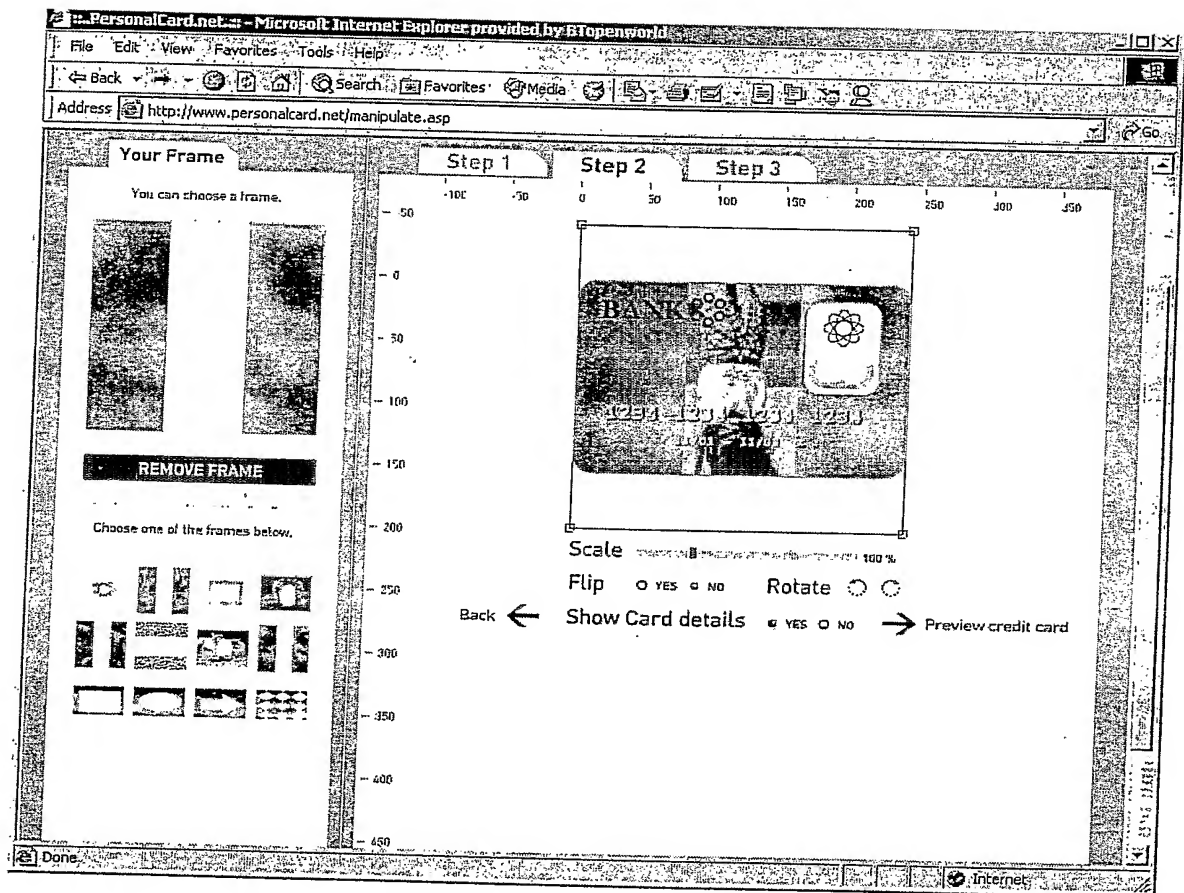 ::..PersonalCard.net..:: - Microsoft Internet Explorer provided by BTopenworld
File Edit View Favorites Tools Help
Back Search Favorites Media
Address http://www.personalcard.net/manipulate.asp Go
Your Frame
Step 1 Step 2 Step 3
You can choose a frame.
-100 -50 0 50 100 150 200 250 300 350
-50
0
50
100
150
200
250
300
350
400
450
BANK
1234 1234 1234 1234
11/01 - 11/01
REMOVE FRAME
Choose one of the frames below.
Scale 100 %
Flip YES NO Rotate
Back Show Card details YES NO Preview credit card
Done
Internet